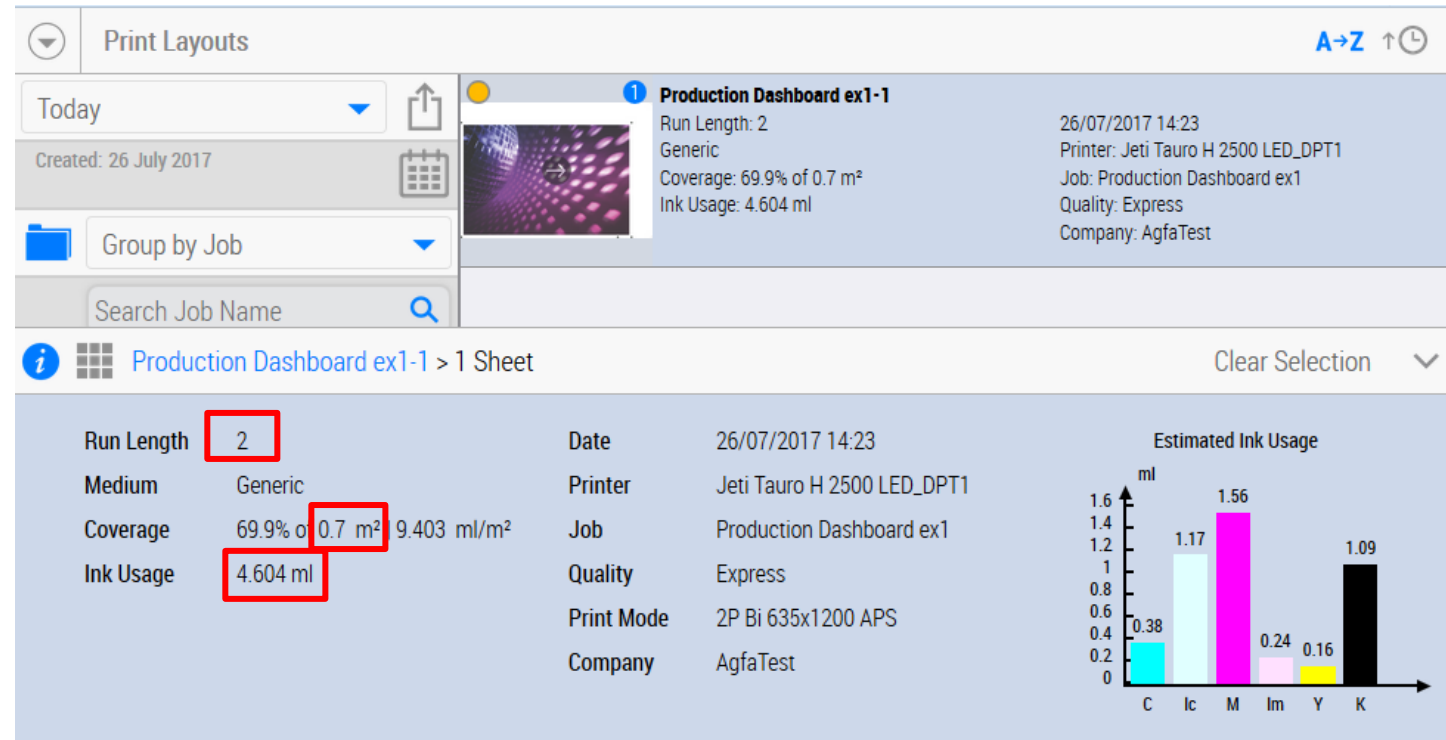 Print Layouts
A→Z ↑
Today
Created: 26 July 2017
Group by Job
Search Job Name
1
Production Dashboard ex1-1
Run Length: 2
Generic
Coverage: 69.9% of 0.7 m²
Ink Usage: 4.604 ml
26/07/2017 14:23
Printer: Jeti Tauro H 2500 LED_DPT1
Job: Production Dashboard ex1
Quality: Express
Company: AgfaTest
i Production Dashboard ex1-1 > 1 Sheet
Clear Selection
Run Length 2
Medium Generic
Coverage 69.9% of 0.7 m² | 9.403 ml/m²
Ink Usage 4.604 ml
Date 26/07/2017 14:23
Printer Jeti Tauro H 2500 LED_DPT1
Job Production Dashboard ex1
Quality Express
Print Mode 2P Bi 635x1200 APS
Company AgfaTest
Estimated Ink Usage
ml
1.6
1.4
1.2
1
0.8
0.6
0.4
0.2
0
0.38
1.17
1.56
0.24
0.16
1.09
C lc M lm Y K